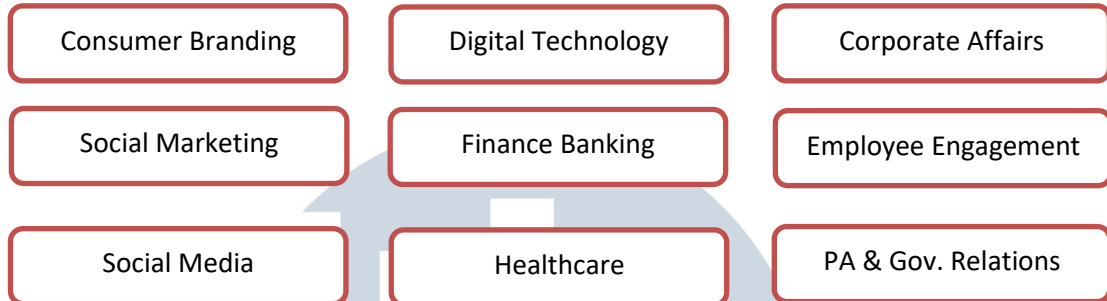 Consumer Branding
Digital Technology
Corporate Affairs
Social Marketing
Finance Banking
Employee Engagement
Social Media
Healthcare
PA & Gov. Relations